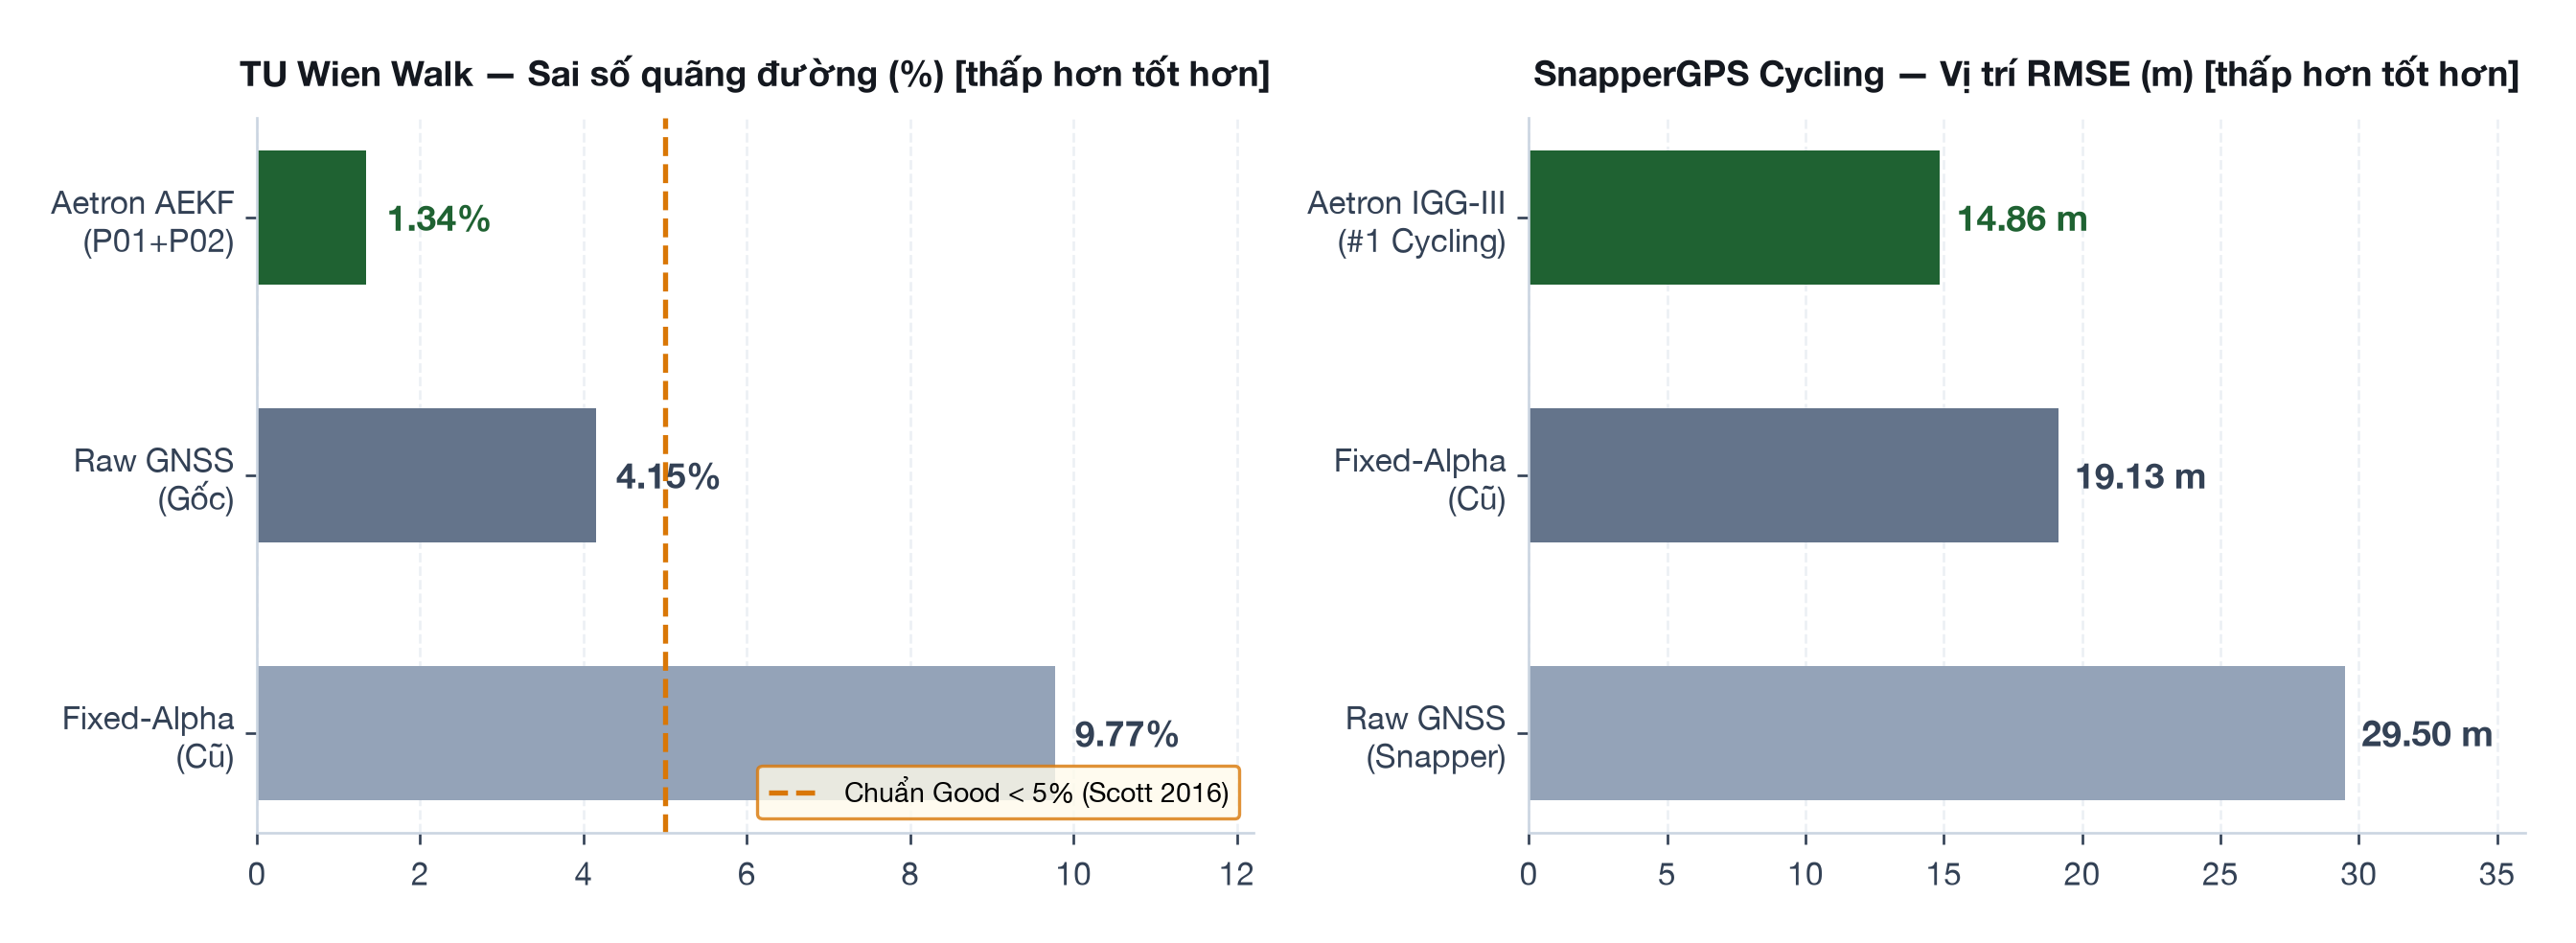 TU Wien Walk — Sai số quãng đường (%) [thấp hơn tốt hơn]
Aetron AEKF
(P01+P02)
1.34%
Raw GNSS
(Gốc)
4.15%
Fixed-Alpha
(Cũ)
9.77%
Chuẩn Good < 5% (Scott 2016)
0 2 4 6 8 10 12
SnapperGPS Cycling — Vị trí RMSE (m) [thấp hơn tốt hơn]
Aetron IGG-III
(#1 Cycling)
14.86 m
Fixed-Alpha
(Cũ)
19.13 m
Raw GNSS
(Snapper)
29.50 m
0 5 10 15 20 25 30 35